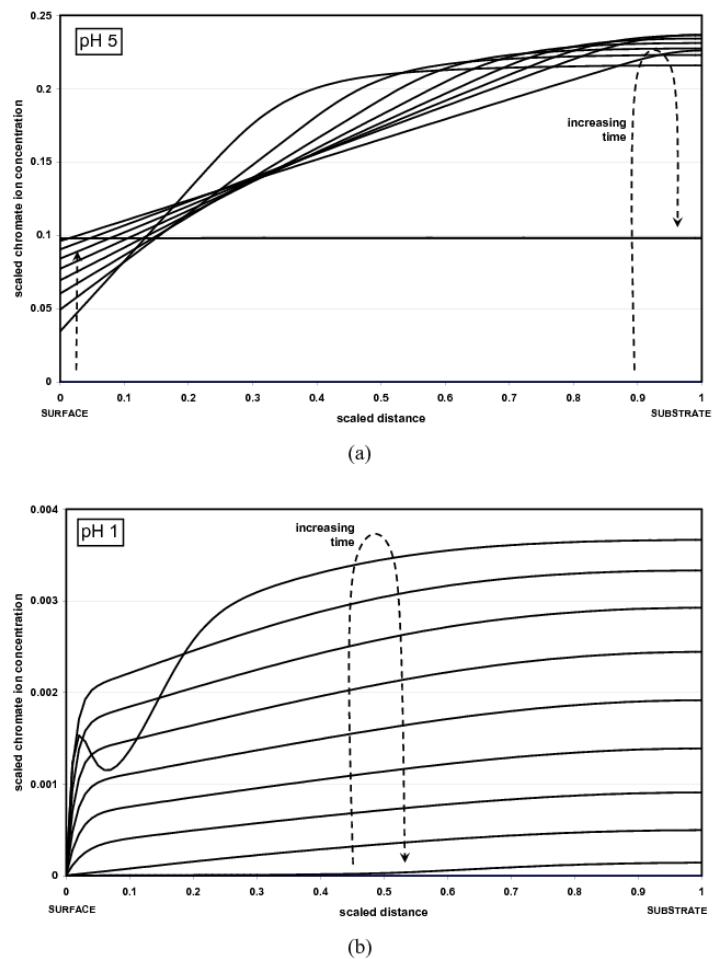 0.25
pH 5
0.2
increasing
time
0.15
scaled chromate ion concentration
0.1
0.05
0
0 0.1 0.2 0.3 0.4 0.5 0.6 0.7 0.8 0.9 1
SURFACE scaled distance SUBSTRATE
(a)
0.004
pH 1
increasing
time
0.003
scaled chromate ion concentration
0.002
0.001
0
0 0.1 0.2 0.3 0.4 0.5 0.6 0.7 0.8 0.9 1
SURFACE scaled distance SUBSTRATE
(b)